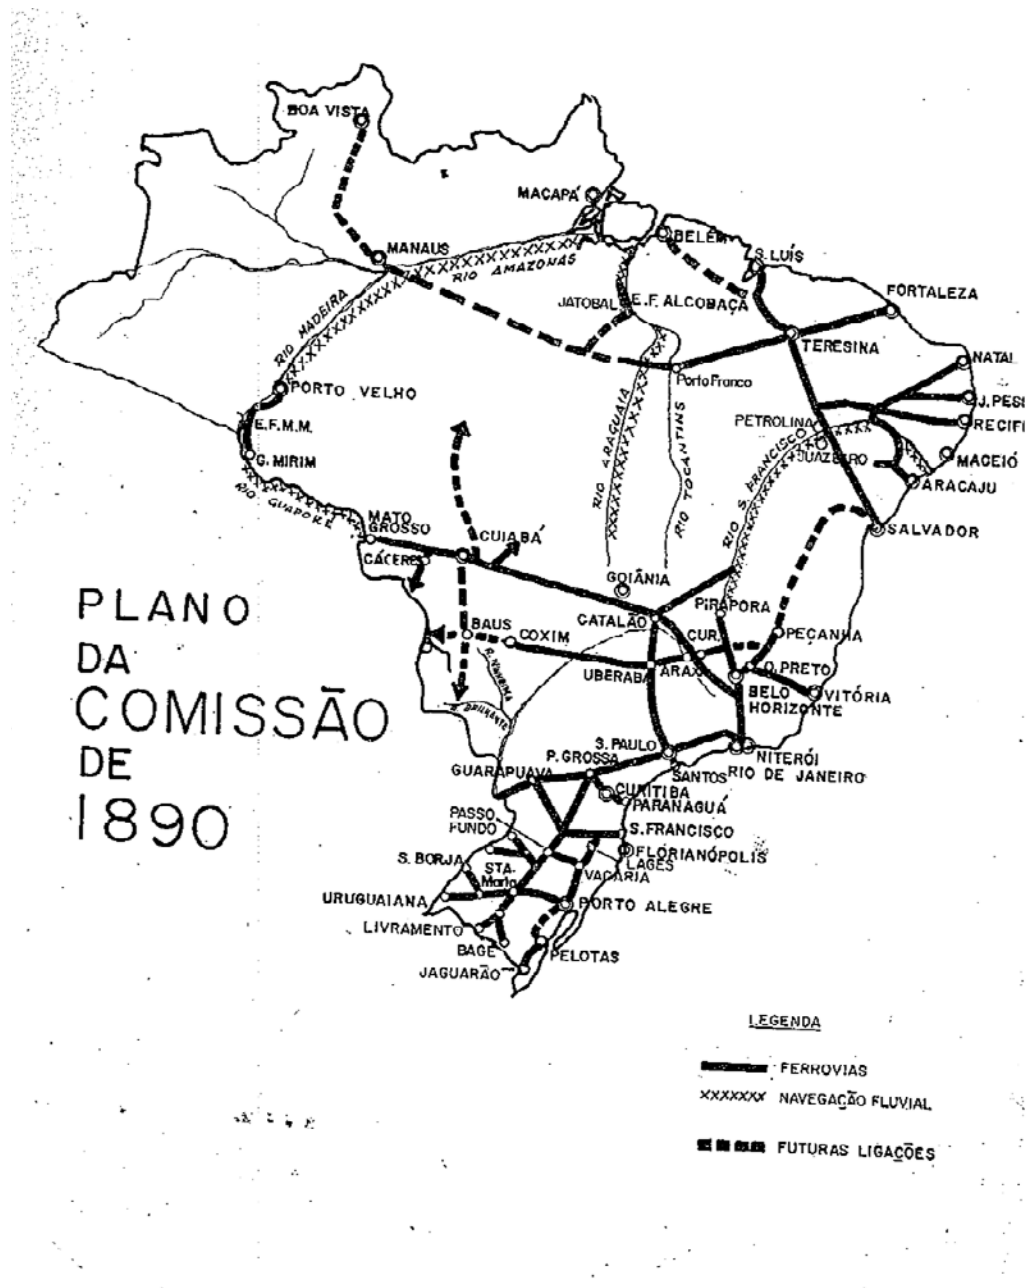 BOA VISTA
MACAPÁ
MANAUS
BELÉM
S. LUÍS
RIO AMAZONAS
FORTALEZA
JATOBAL
E.F. ALCOBAÇA
RIO MADEIRA
TERESINA
NATAL
Porto Franco
PORTO VELHO
J. PES
RECIF
E.F.M.M.
PETROLINA
RIO ARAGUAIA
RIO TOCANTINS
RIO S. FRANCISCO
JUAZEIRO
MACEIÓ
G. MIRIM
ARACAJU
RIO GUAPORÉ
MATO
GROSSO
SALVADOR
CUIABÁ
CÁCERES
GOIÂNIA
PIRAPORA
CATALÃO
PLANO
DA
COMISSÃO
DE
1890
BAUS
COXIM
CUR.
PEÇANHA
UBERABA
ARAXÁ
O. PRETO
BELO
HORIZONTE
VITÓRIA
R. BRILHANTE
S. PAULO
NITERÓI
P. GROSSA
RIO DE JANEIRO
GUARAPUAVA
SANTOS
CURITIBA
PARANAGUÁ
PASSO
FUNDO
S. FRANCISCO
FLORIANÓPOLIS
LAGES
S. BORJA
STA.
Maria
VACARIA
URUGUAIANA
PORTO ALEGRE
LIVRAMENTO
BAGÉ
PELOTAS
JAGUARÃO
LEGENDA
FERROVIAS
XXXXXXX NAVEGAÇÃO FLUVIAL
FUTURAS LIGAÇÕES